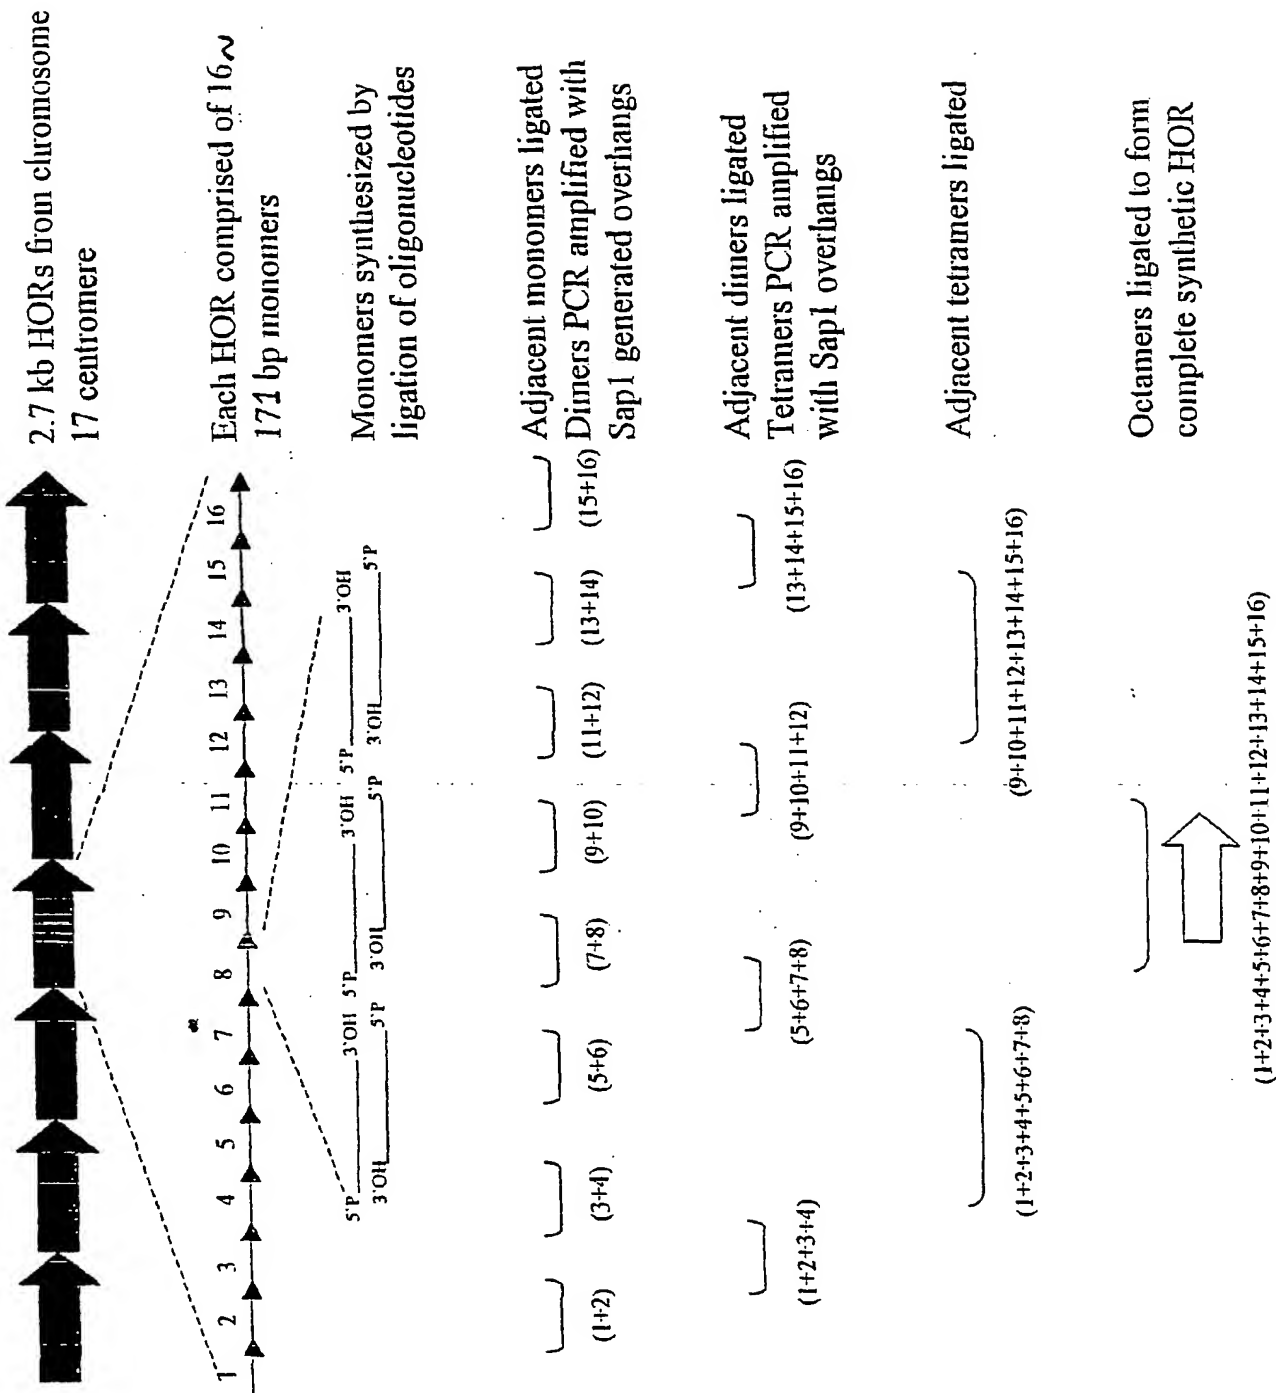 2.7 kb HORs from chromosome
17 centromere
1 2 3 4 5 6 7 8 9 10 11 12 13 14 15 16
Each HOR comprised of 16~
171 bp monomers
5'P 3'OH 5'P 3'OH 5'P 3'OH
3'OH 5'P 3'OH 5'P 3'OH 5'P
Monomers synthesized by
ligation of oligonucleotides
(1+2) (3+4) (5+6) (7+8) (9+10) (11+12) (13+14) (15+16)
Adjacent monomers ligated
Dimers PCR amplified with
Sap1 generated overhangs
(1+2+3+4) (5+6+7+8) (9+10+11+12) (13+14+15+16)
Adjacent dimers ligated
Tetramers PCR amplified
with Sap1 overhangs
(1+2+3+4+5+6+7+8) (9+10+11+12+13+14+15+16)
Adjacent tetramers ligated
Octamers ligated to form
complete synthetic HOR
(1+2+3+4+5+6+7+8+9+10+11+12+13+14+15+16)